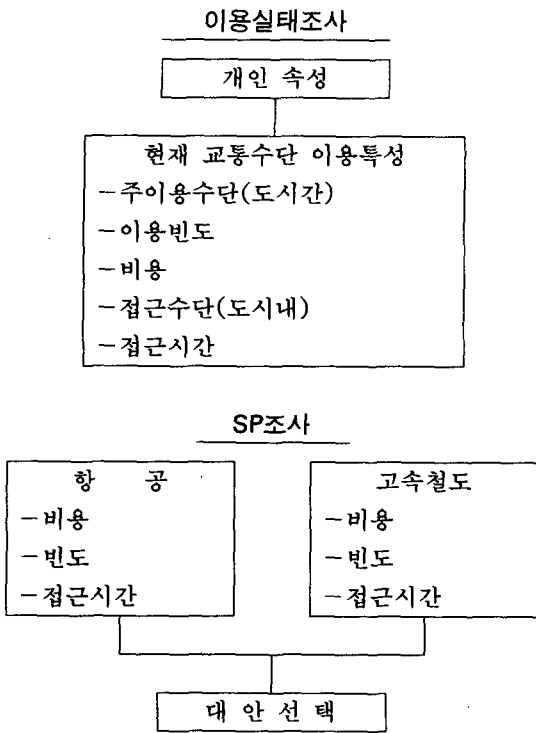 이용실태조사
개인 속성
현재 교통수단 이용특성
－주이용수단(도시간)
－이용빈도
－비용
－접근수단(도시내)
－접근시간
SP조사
항 공
－비용
－빈도
－접근시간
고속철도
－비용
－빈도
－접근시간
대 안 선 택